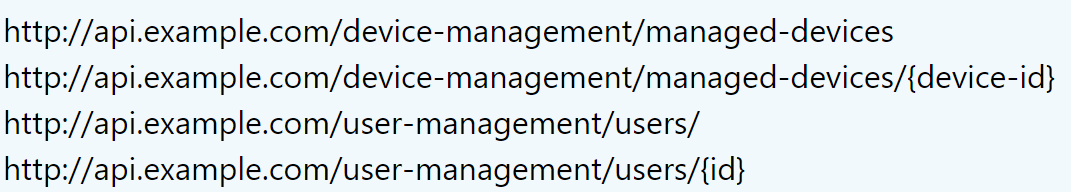 http://api.example.com/device-management/managed-devices
http://api.example.com/device-management/managed-devices/{device-id}
http://api.example.com/user-management/users/
http://api.example.com/user-management/users/{id}